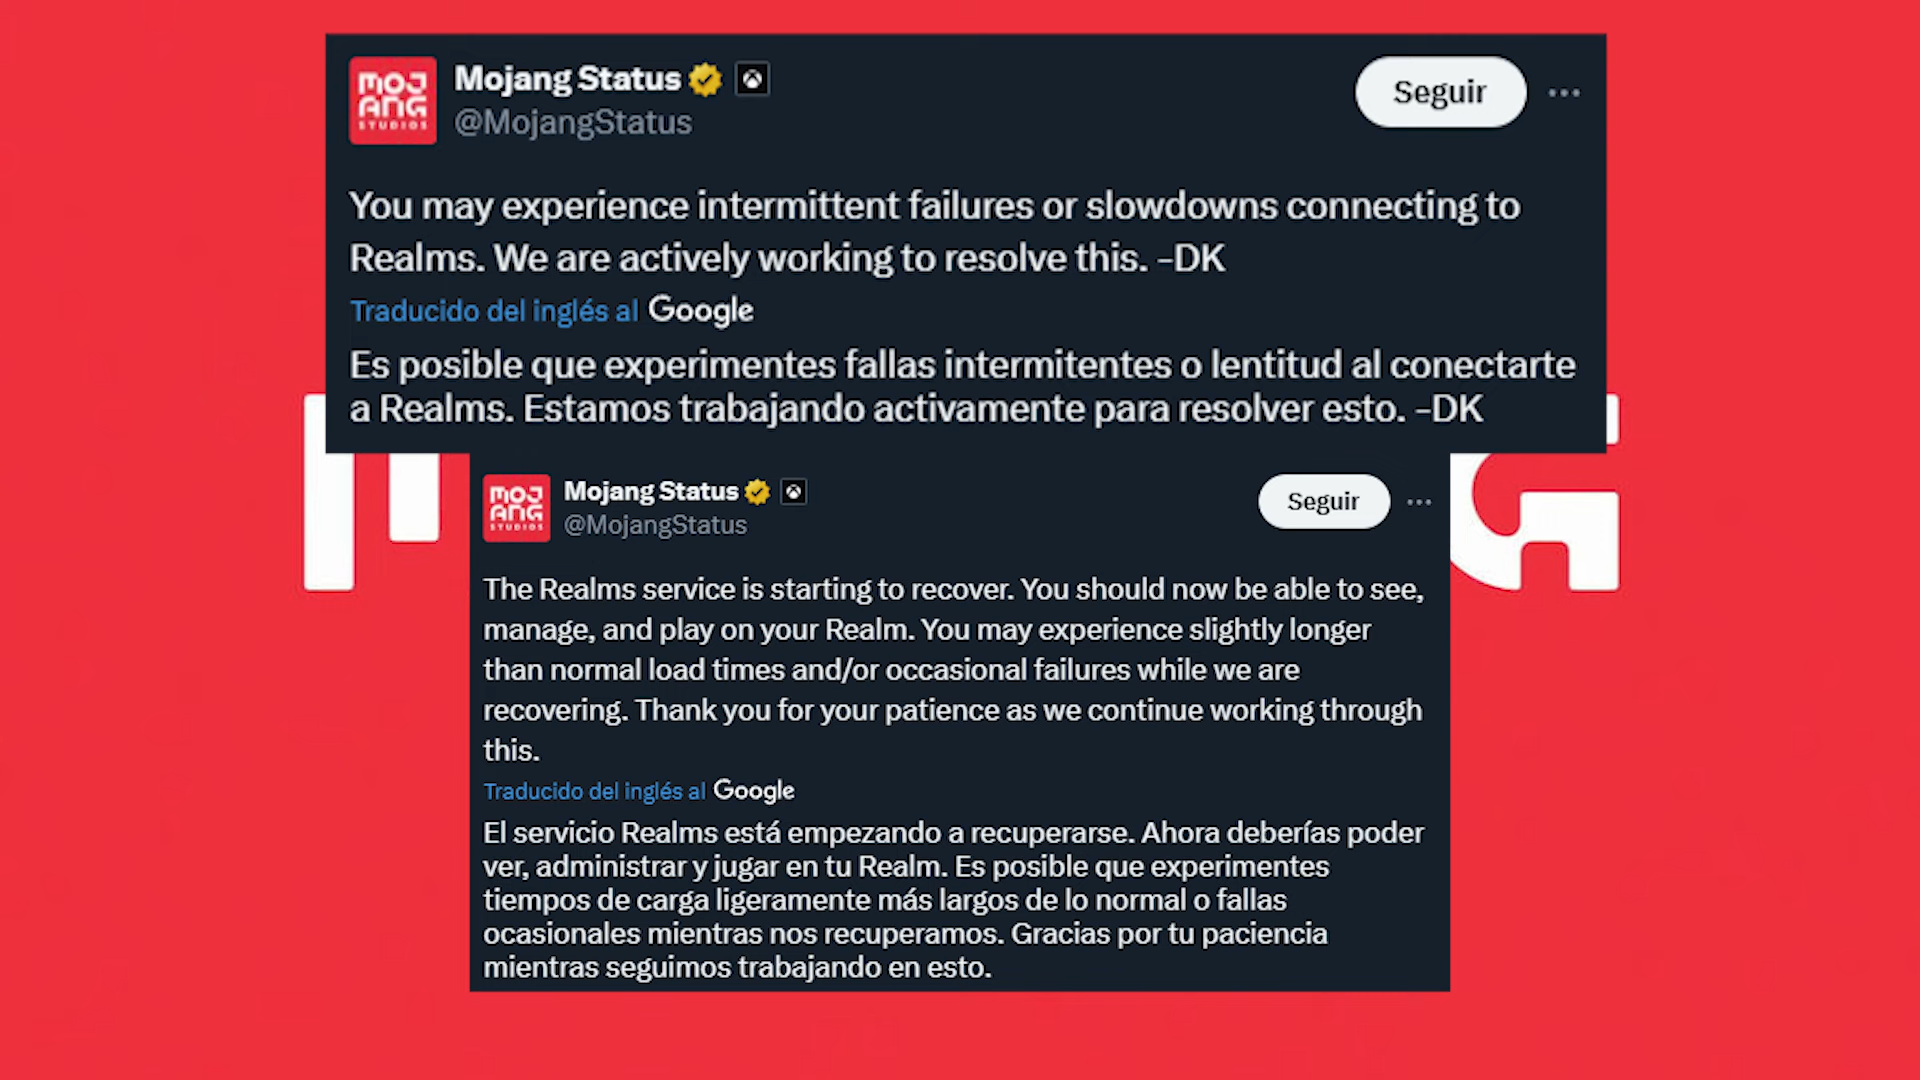 MOJ
ANG
STUDIOS
Mojang Status
@MojangStatus
Seguir
You may experience intermittent failures or slowdowns connecting to
Realms. We are actively working to resolve this. –DK
Traducido del inglés al Google
Es posible que experimentes fallas intermitentes o lentitud al conectarte
a Realms. Estamos trabajando activamente para resolver esto. –DK
MOJ
ANG
STUDIOS
Mojang Status
@MojangStatus
Seguir
The Realms service is starting to recover. You should now be able to see,
manage, and play on your Realm. You may experience slightly longer
than normal load times and/or occasional failures while we are
recovering. Thank you for your patience as we continue working through
this.
Traducido del inglés al Google
El servicio Realms está empezando a recuperarse. Ahora deberías poder
ver, administrar y jugar en tu Realm. Es posible que experimentes
tiempos de carga ligeramente más largos de lo normal o fallas
ocasionales mientras nos recuperamos. Gracias por tu paciencia
mientras seguimos trabajando en esto.